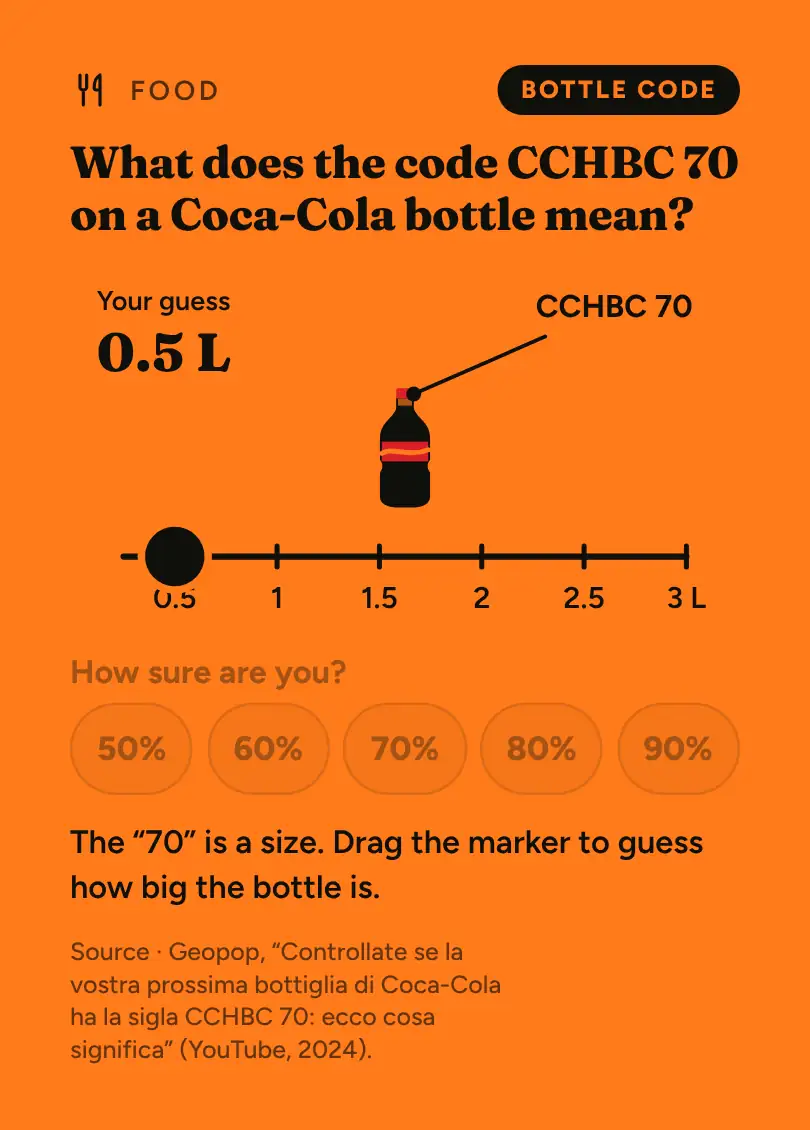 FOOD
BOTTLE CODE
What does the code CCHBC 70
on a Coca-Cola bottle mean?
Your guess
0.5 L
CCHBC 70
0.5 1 1.5 2 2.5 3 L
How sure are you?
50% 60% 70% 80% 90%
The “70” is a size. Drag the marker to guess
how big the bottle is.
Source · Geopop, “Controllate se la
vostra prossima bottiglia di Coca-Cola
ha la sigla CCHBC 70: ecco cosa
significa” (YouTube, 2024).